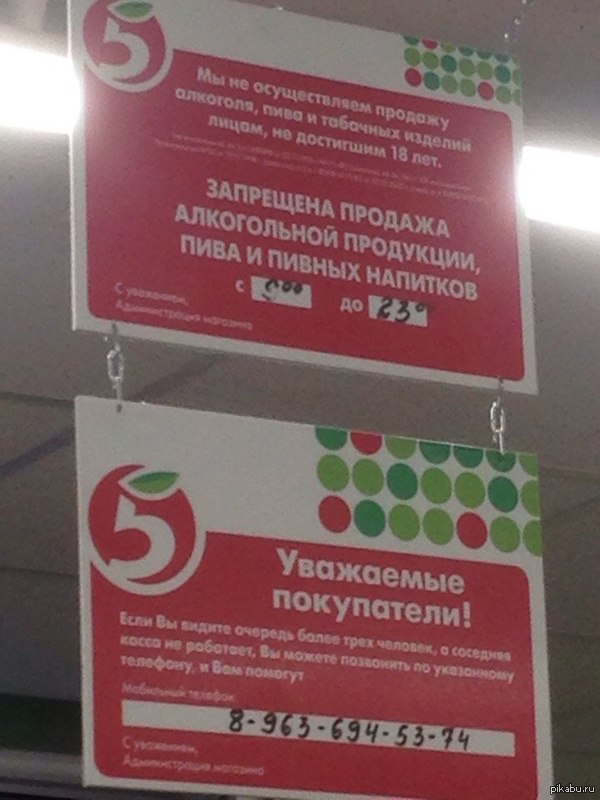 5
Мы не осуществляем продажу
алкоголя, пива и табачных изделий
лицам, не достигшим 18 лет.
ЗАПРЕЩЕНА ПРОДАЖА
АЛКОГОЛЬНОЙ ПРОДУКЦИИ,
ПИВА И ПИВНЫХ НАПИТКОВ
с 9⁰⁰ до 23⁰⁰
С уважением,
Администрация магазина
5
Уважаемые
покупатели!
Если Вы видите очередь более трех человек, а соседняя
касса не работает, Вы можете позвонить по указанному
телефону, и Вам помогут
Мобильный телефон:
8-963-694-53-74
С уважением,
Администрация магазина
pikabu.ru